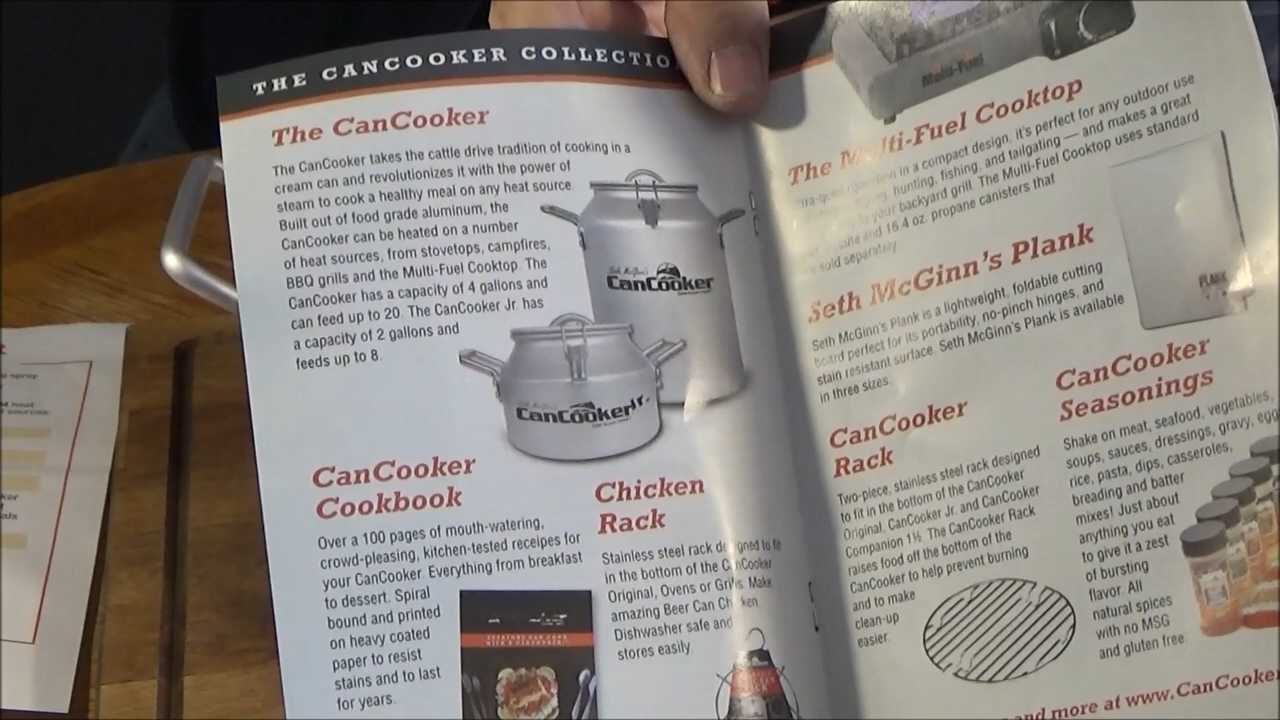 THE CANCOOKER COLLECTIO
The CanCooker
The CanCooker takes the cattle drive tradition of cooking in a
cream can and revolutionizes it with the power of
steam to cook a healthy meal on any heat source.
Built out of food grade aluminum, the
CanCooker can be heated on a number
of heat sources, from stovetops, campfires,
BBQ grills and the Multi-Fuel Cooktop. The
CanCooker has a capacity of 4 gallons and
can feed up to 20. The CanCooker Jr. has
a capacity of 2 gallons and
feeds up to 8.
Seth McGinn's
CanCooker
CanCooker Jr.
CanCooker
Cookbook
Over a 100 pages of mouth-watering,
crowd-pleasing, kitchen-tested receipes for
your CanCooker. Everything from breakfast
to dessert. Spiral
bound and printed
on heavy coated
paper to resist
stains and to last
for years.
Chicken
Rack
Stainless steel rack designed to fit
in the bottom of the CanCooker
Original, Ovens or Grills. Make
amazing Beer Can Chicken
Dishwasher safe and
stores easily.
Multi-Fuel
The Multi-Fuel Cooktop
in a compact design, it's perfect for any outdoor use
hunting, fishing, and tailgating — and makes a great
your backyard grill. The Multi-Fuel Cooktop uses standard
and 16.4 oz. propane canisters that
sold separately
Seth McGinn's Plank
Seth McGinn's Plank is a lightweight, foldable cutting
board perfect for its portability, no-pinch hinges, and
stain resistant surface. Seth McGinn's Plank is available
in three sizes.
PLANK
CanCooker
Rack
Two-piece, stainless steel rack designed
to fit in the bottom of the CanCooker
Original, CanCooker Jr. and CanCooker
Companion 1½. The CanCooker Rack
raises food off the bottom of the
CanCooker to help prevent burning
and to make
clean-up
easier.
CanCooker
Seasonings
Shake on meat, seafood, vegetables,
soups, sauces, dressings, gravy, egg
rice, pasta, dips, casseroles,
breading and batter
mixes! Just about
anything you eat
to give it a zest
of bursting
flavor. All
natural spices
with no MSG
and gluten free.
and more at www.CanCooker